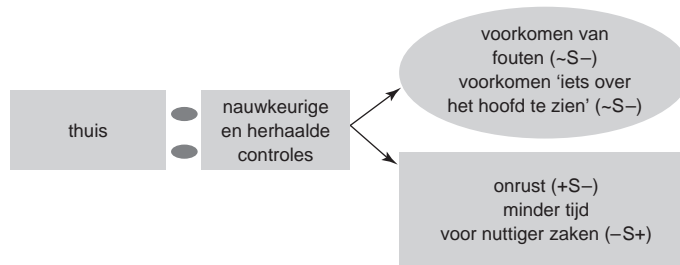 thuis
nauwkeurige
en herhaalde
controles
voorkomen van
fouten (~S–)
voorkomen ‘iets over
het hoofd te zien’ (~S–)
onrust (+S–)
minder tijd
voor nuttiger zaken (–S+)